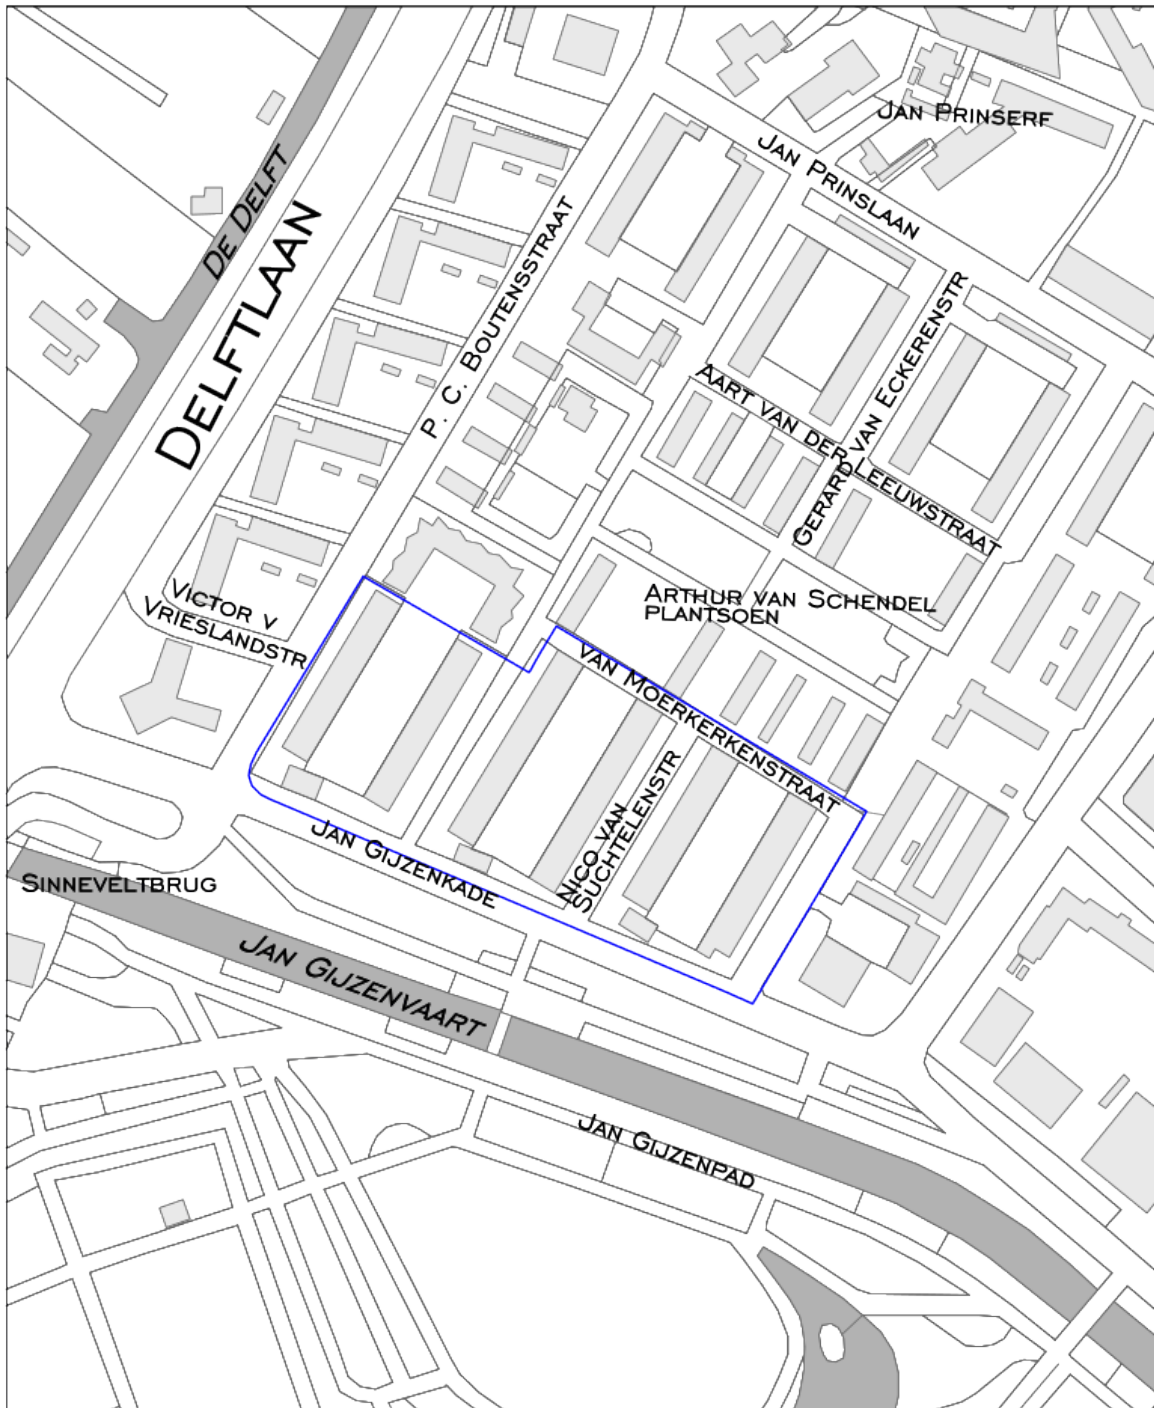 JAN PRINSERF
JAN PRINSLAAN
DE DELFT
DELFTLAAN
P. C. BOUTENSSTRAAT
GERARD VAN ECKERENSTR
AART VAN DER LEEUWSTRAAT
ARTHUR VAN SCHENDEL
PLANTSOEN
VICTOR V
VRIESLANDSTR
VAN MOERKERKENSTRAAT
NICO VAN
SUCHTELENSTR
JAN GIJZENKADE
SINNEVELTBRUG
JAN GIJZENVAART
JAN GIJZENPAD